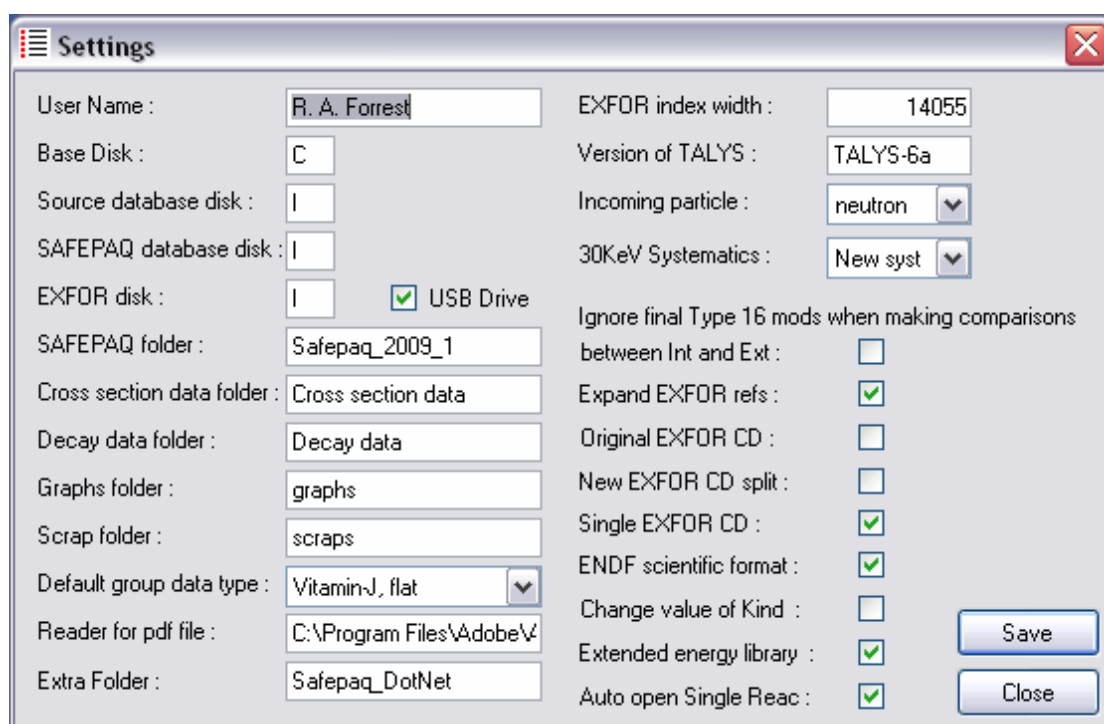 Settings
User Name : R. A. Forrest
Base Disk : C
Source database disk : I
SAFEPAQ database disk : I
EXFOR disk : I USB Drive
SAFEPAQ folder : Safepaq_2009_1
Cross section data folder : Cross section data
Decay data folder : Decay data
Graphs folder : graphs
Scrap folder : scraps
Default group data type : Vitamin-J, flat
Reader for pdf file : C:\Program Files\Adobe\
Extra Folder : Safepaq_DotNet
EXFOR index width : 14055
Version of TALYS : TALYS-6a
Incoming particle : neutron
30KeV Systematics : New syst
Ignore final Type 16 mods when making comparisons
between Int and Ext :
Expand EXFOR refs :
Original EXFOR CD :
New EXFOR CD split :
Single EXFOR CD :
ENDF scientific format :
Change value of Kind :
Extended energy library :
Auto open Single Reac :
Save
Close